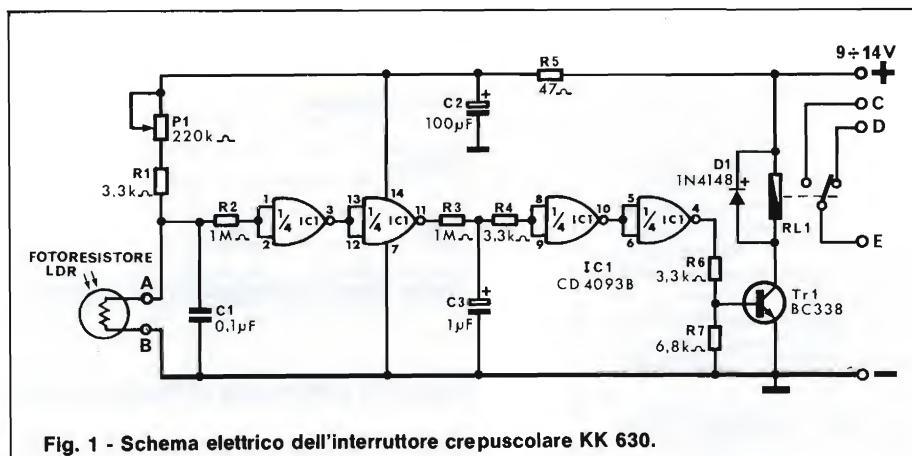 R5
47Ω
9÷14V
+
C
D
E
C2
100µF
P1
220kΩ
R1
3.3kΩ
D1
1N4148
RL1
R2
1MΩ
1
2
1/4 IC1
3
13
12
1/4 IC1
14
7
11
R3
1MΩ
R4
3,3kΩ
8
9
1/4 IC1
10
5
6
1/4 IC1
4
IC1
CD4093B
R6
3,3kΩ
R7
6,8kΩ
Tr1
BC338
FOTORESISTORE
LDR
A
B
C1
0,1µF
C3
1µF
Fig. 1 - Schema elettrico dell'interruttore crepuscolare KK 630.